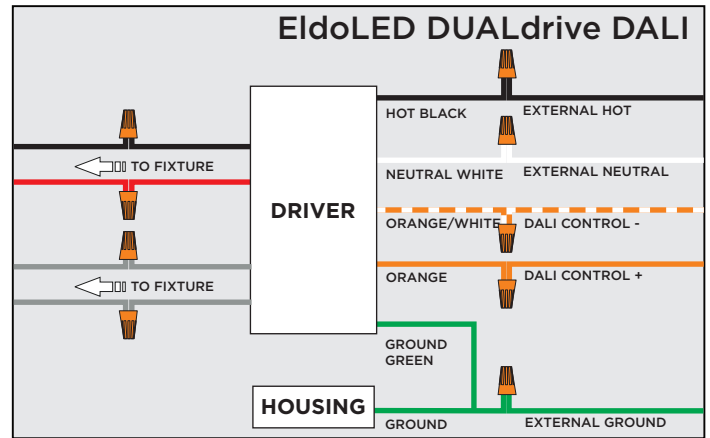 EldoLED DUALdrive DALI
HOT BLACK
EXTERNAL HOT
TO FIXTURE
NEUTRAL WHITE
EXTERNAL NEUTRAL
DRIVER
ORANGE/WHITE
DALI CONTROL -
ORANGE
DALI CONTROL +
TO FIXTURE
GROUND
GREEN
HOUSING
GROUND
EXTERNAL GROUND